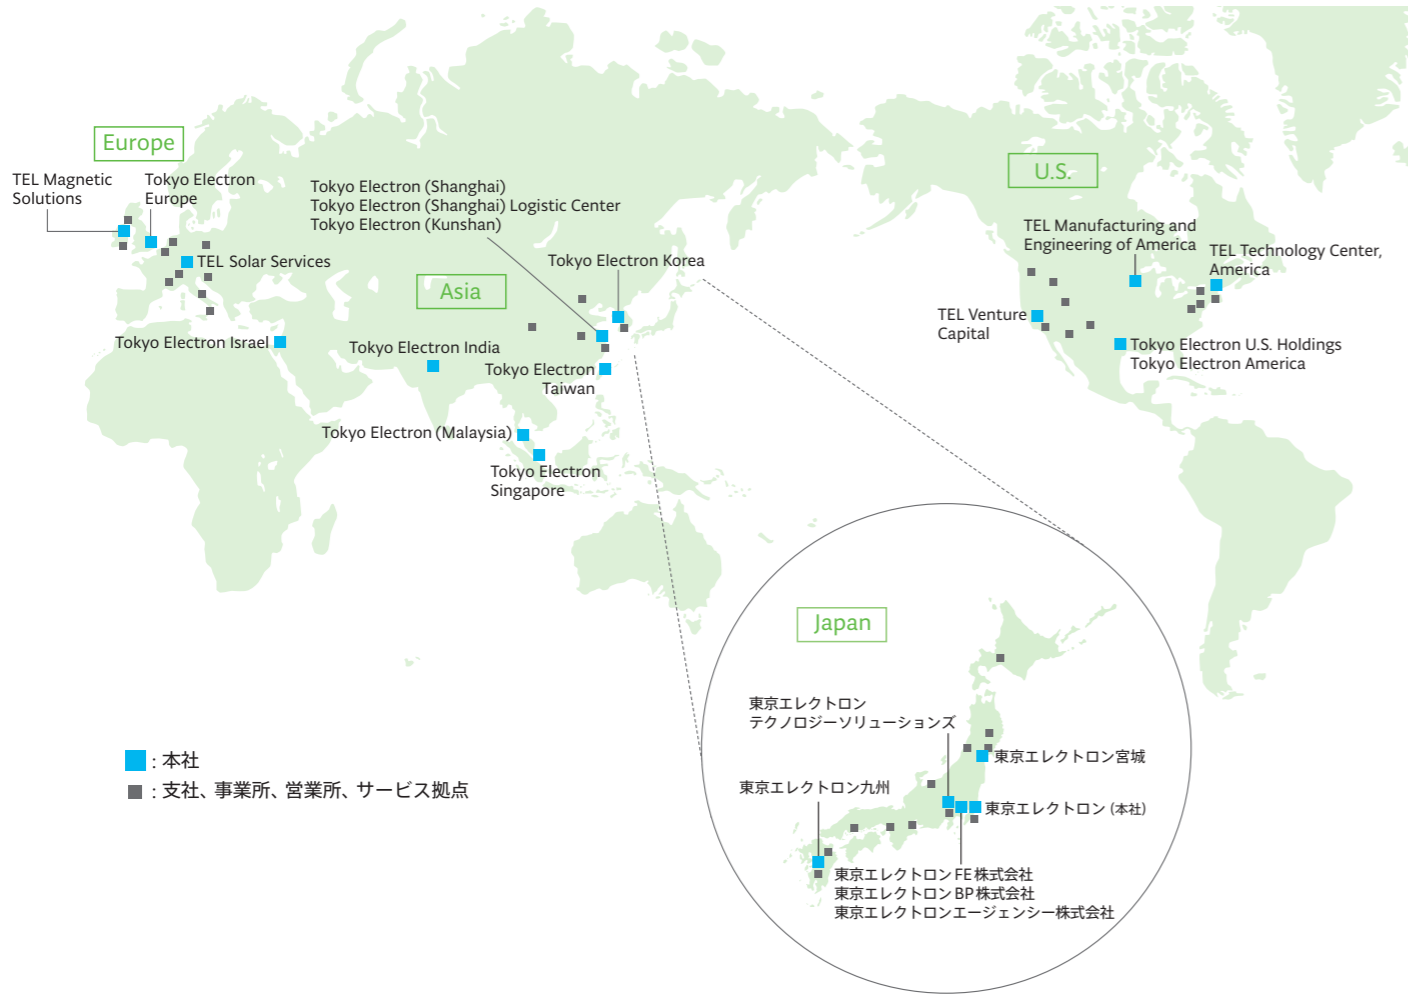 Europe
TEL Magnetic
Solutions
Tokyo Electron
Europe
TEL Solar Services
Tokyo Electron Israel
Tokyo Electron (Shanghai)
Tokyo Electron (Shanghai) Logistic Center
Tokyo Electron (Kunshan)
Tokyo Electron Korea
Asia
Tokyo Electron India
Tokyo Electron
Taiwan
Tokyo Electron (Malaysia)
Tokyo Electron
Singapore
U.S.
TEL Manufacturing and
Engineering of America
TEL Technology Center,
America
TEL Venture
Capital
Tokyo Electron U.S. Holdings
Tokyo Electron America
Japan
東京エレクトロン
テクノロジーソリューションズ
東京エレクトロン宮城
東京エレクトロン九州
東京エレクトロン (本社)
東京エレクトロン FE 株式会社
東京エレクトロン BP 株式会社
東京エレクトロンエージェンシー株式会社
: 本社
: 支社、事業所、営業所、サービス拠点